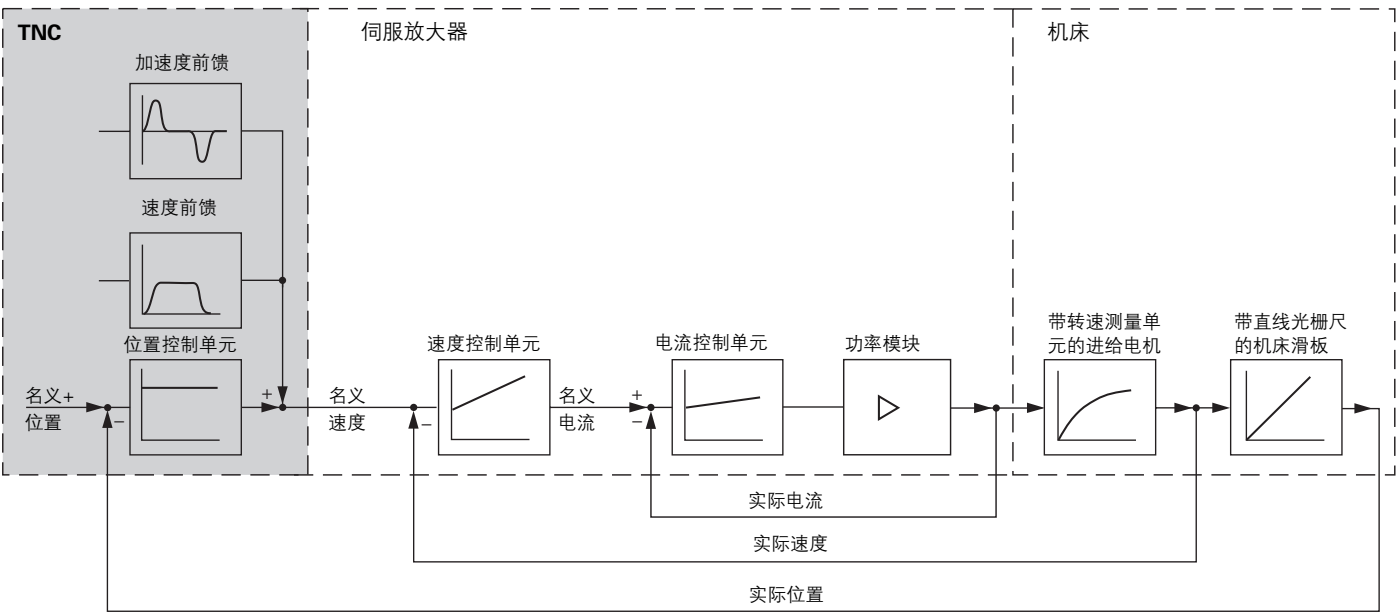 TNC
伺服放大器
机床
加速度前馈
速度前馈
位置控制单元
速度控制单元
电流控制单元
功率模块
带转速测量单
元的进给电机
带直线光栅尺
的机床滑板
名义+
位置
−
+
名义
速度
−
名义
电流
+
−
实际电流
实际速度
实际位置